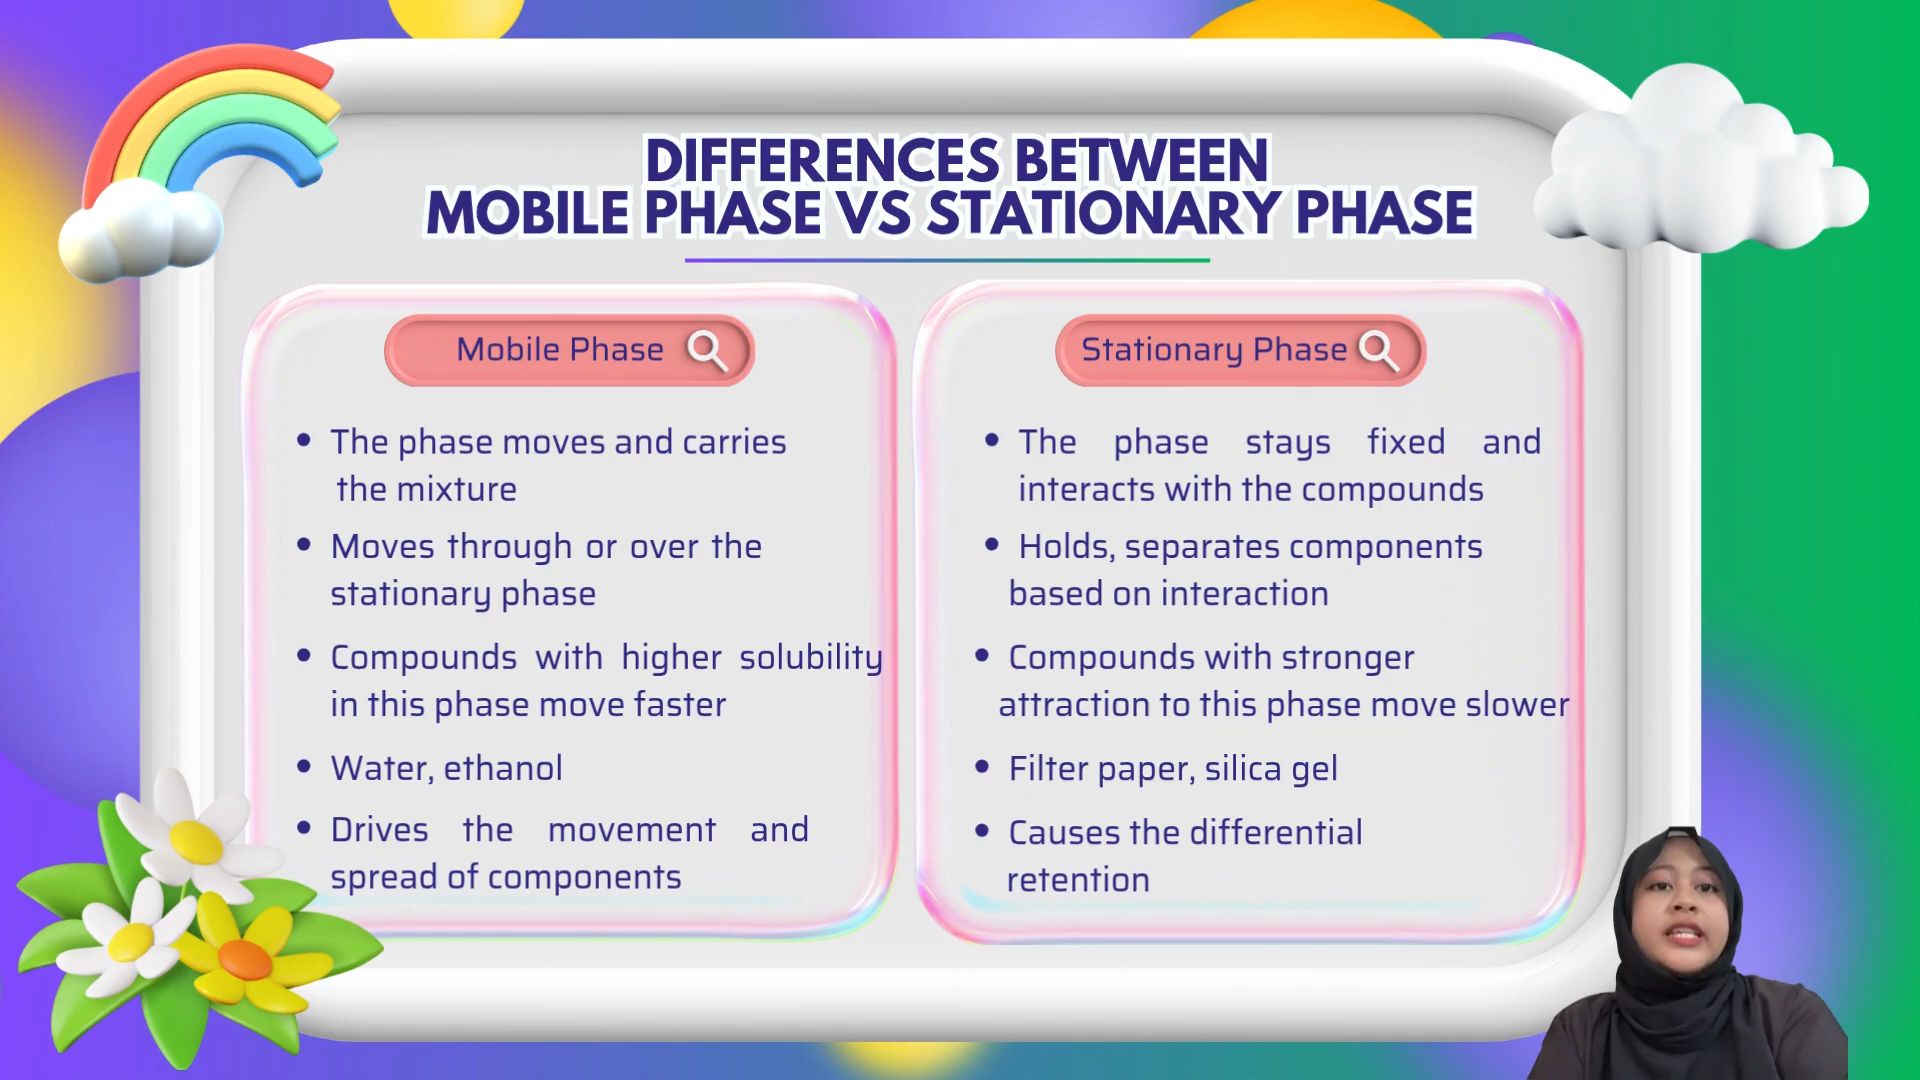 DIFFERENCES BETWEEN
MOBILE PHASE VS STATIONARY PHASE
Mobile Phase
• The phase moves and carries
the mixture
• Moves through or over the
stationary phase
• Compounds with higher solubility
in this phase move faster
• Water, ethanol
• Drives the movement and
spread of components
Stationary Phase
• The phase stays fixed and
interacts with the compounds
• Holds, separates components
based on interaction
• Compounds with stronger
attraction to this phase move slower
• Filter paper, silica gel
• Causes the differential
retention